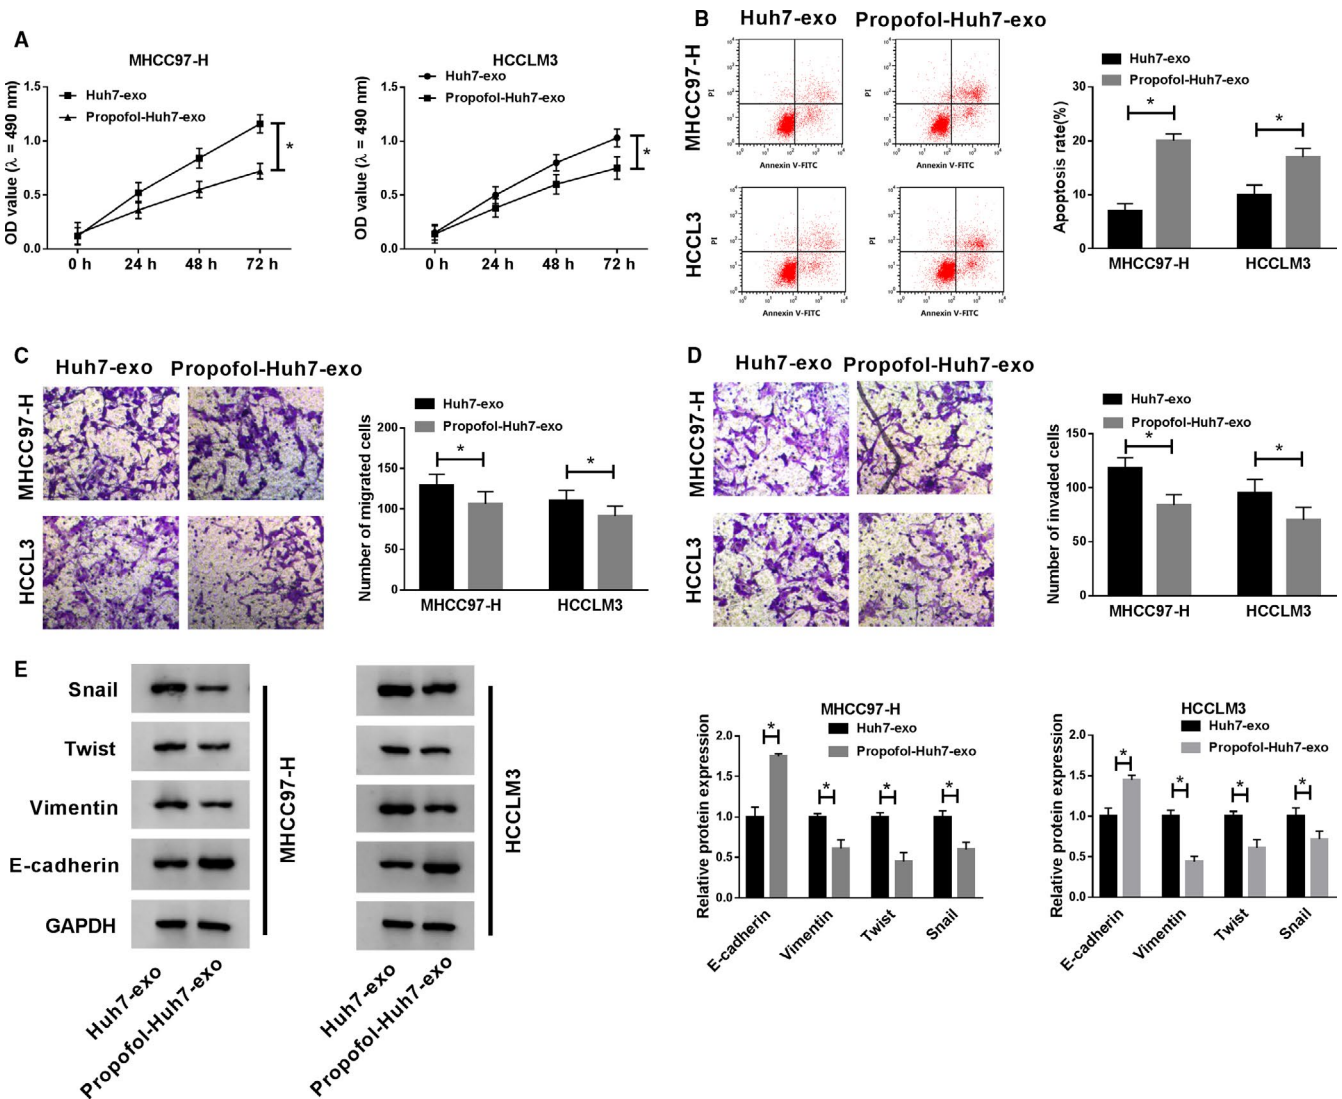 A
MHCC97-H
Huh7-exo
Propofol-Huh7-exo
OD value (λ = 490 nm)
1.5
1.0
0.5
0.0
0 h 24 h 48 h 72 h
*
HCCLM3
Huh7-exo
Propofol-Huh7-exo
OD value (λ = 490 nm)
1.5
1.0
0.5
0.0
0 h 24 h 48 h 72 h
*
B
Huh7-exo Propofol-Huh7-exo
MHCC97-H
PI
Annexin V-FITC
PI
Annexin V-FITC
HCCL3
PI
Annexin V-FITC
PI
Annexin V-FITC
Huh7-exo
Propofol-Huh7-exo
Apoptosis rate(%)
30
20
10
0
* *
MHCC97-H HCCLM3
C
Huh7-exo Propofol-Huh7-exo
MHCC97-H
HCCL3
Huh7-exo
Propofol-Huh7-exo
Number of migrated cells
200
150
100
50
0
* *
MHCC97-H HCCLM3
D
Huh7-exo Propofol-Huh7-exo
MHCC97-H
HCCL3
Huh7-exo
Propofol-Huh7-exo
Number of invaded cells
150
100
50
0
* *
MHCC97-H HCCLM3
E
Snail
Twist
Vimentin
E-cadherin
GAPDH
MHCC97-H
HCCLM3
Huh7-exo
Propofol-Huh7-exo
Huh7-exo
Propofol-Huh7-exo
MHCC97-H
Huh7-exo
Propofol-Huh7-exo
Relative protein expression
2.0
1.5
1.0
0.5
0.0
* * * *
E-cadherin Vimentin Twist Snail
HCCLM3
Huh7-exo
Propofol-Huh7-exo
Relative protein expression
2.0
1.5
1.0
0.5
0.0
* * * *
E-cadherin Vimentin Twist Snail